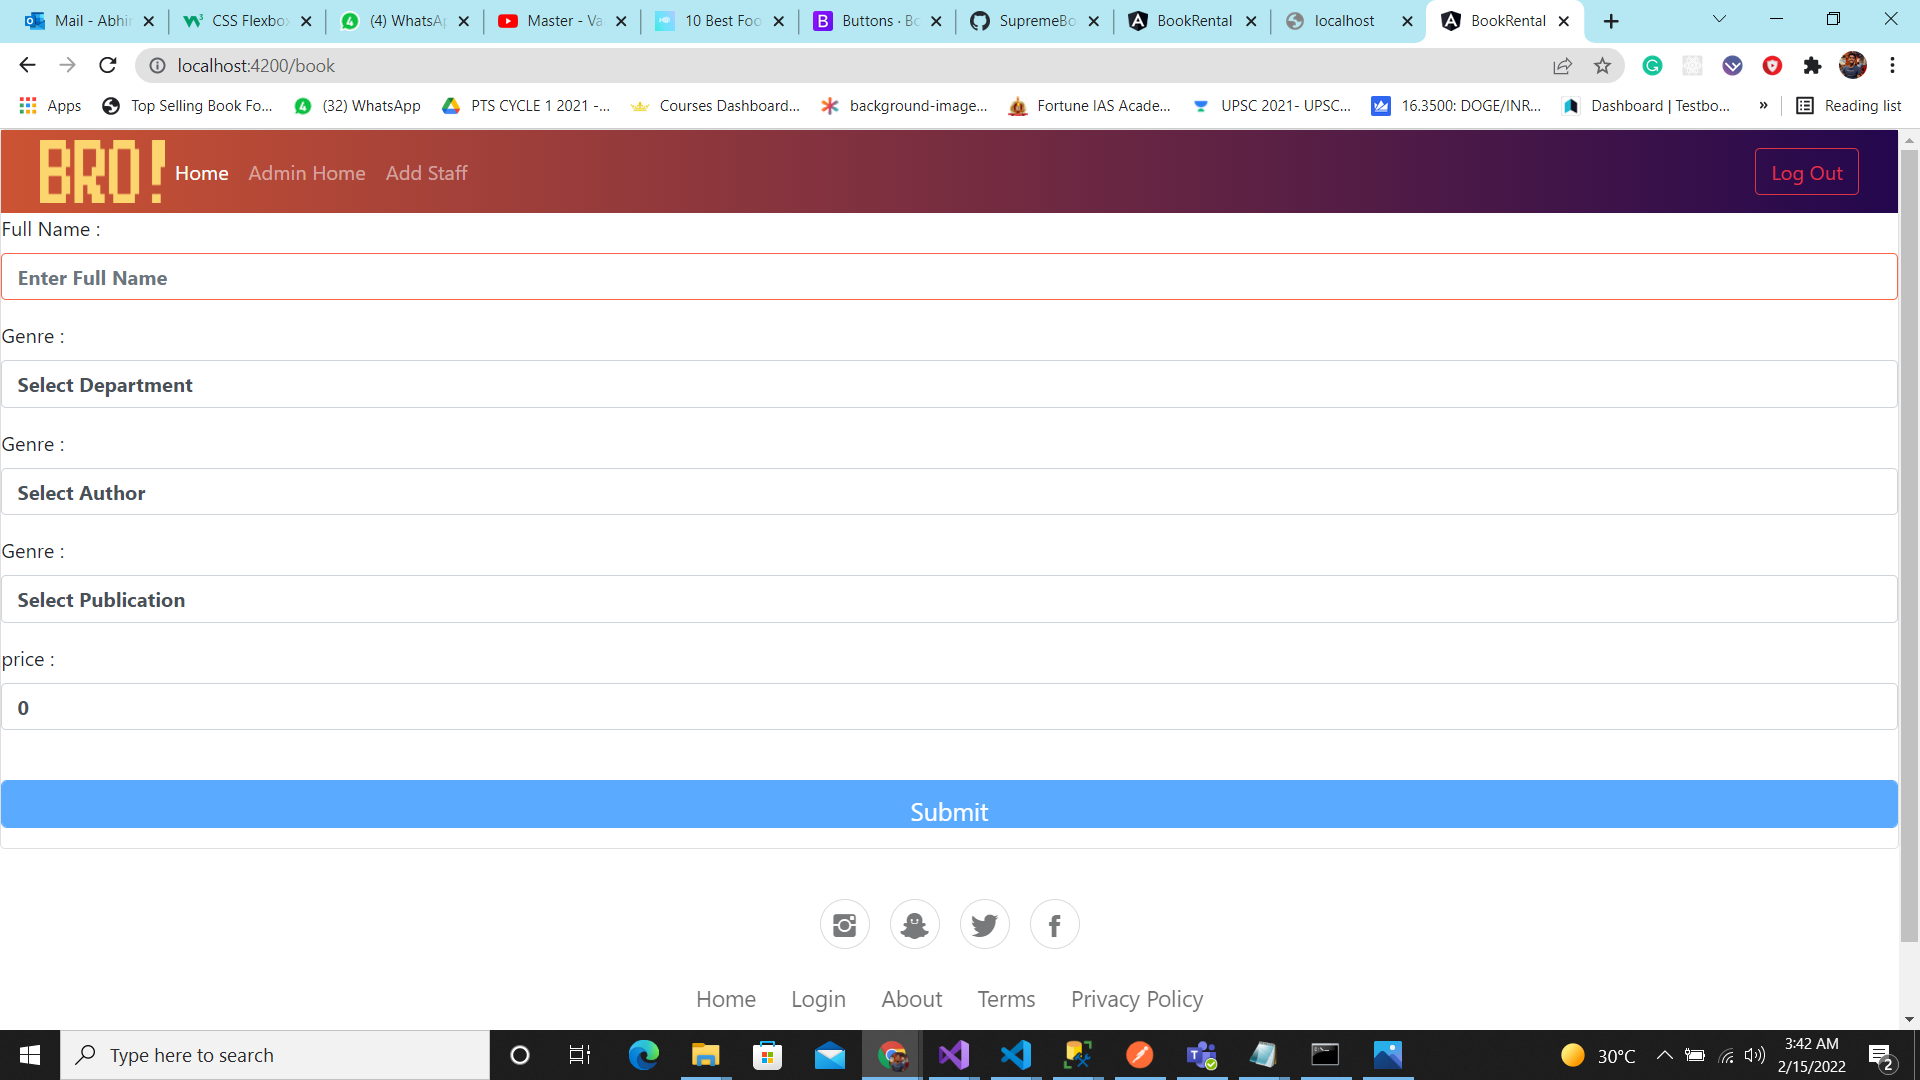 Mail - Abhin
CSS Flexbox
(4) WhatsAp
Master - Va
10 Best Foo
Buttons · Bo
SupremeBo
BookRental
localhost
BookRental
localhost:4200/book
Apps
Top Selling Book Fo...
(32) WhatsApp
PTS CYCLE 1 2021 -...
Courses Dashboard...
background-image...
Fortune IAS Acade...
UPSC 2021- UPSC...
16.3500: DOGE/INR...
Dashboard | Testbo...
»
Reading list
BRO!
Home
Admin Home
Add Staff
Log Out
Full Name :
Enter Full Name
Genre :
Select Department
Genre :
Select Author
Genre :
Select Publication
price :
0
Submit
Home
Login
About
Terms
Privacy Policy
Type here to search
30°C
3:42 AM
2/15/2022
2